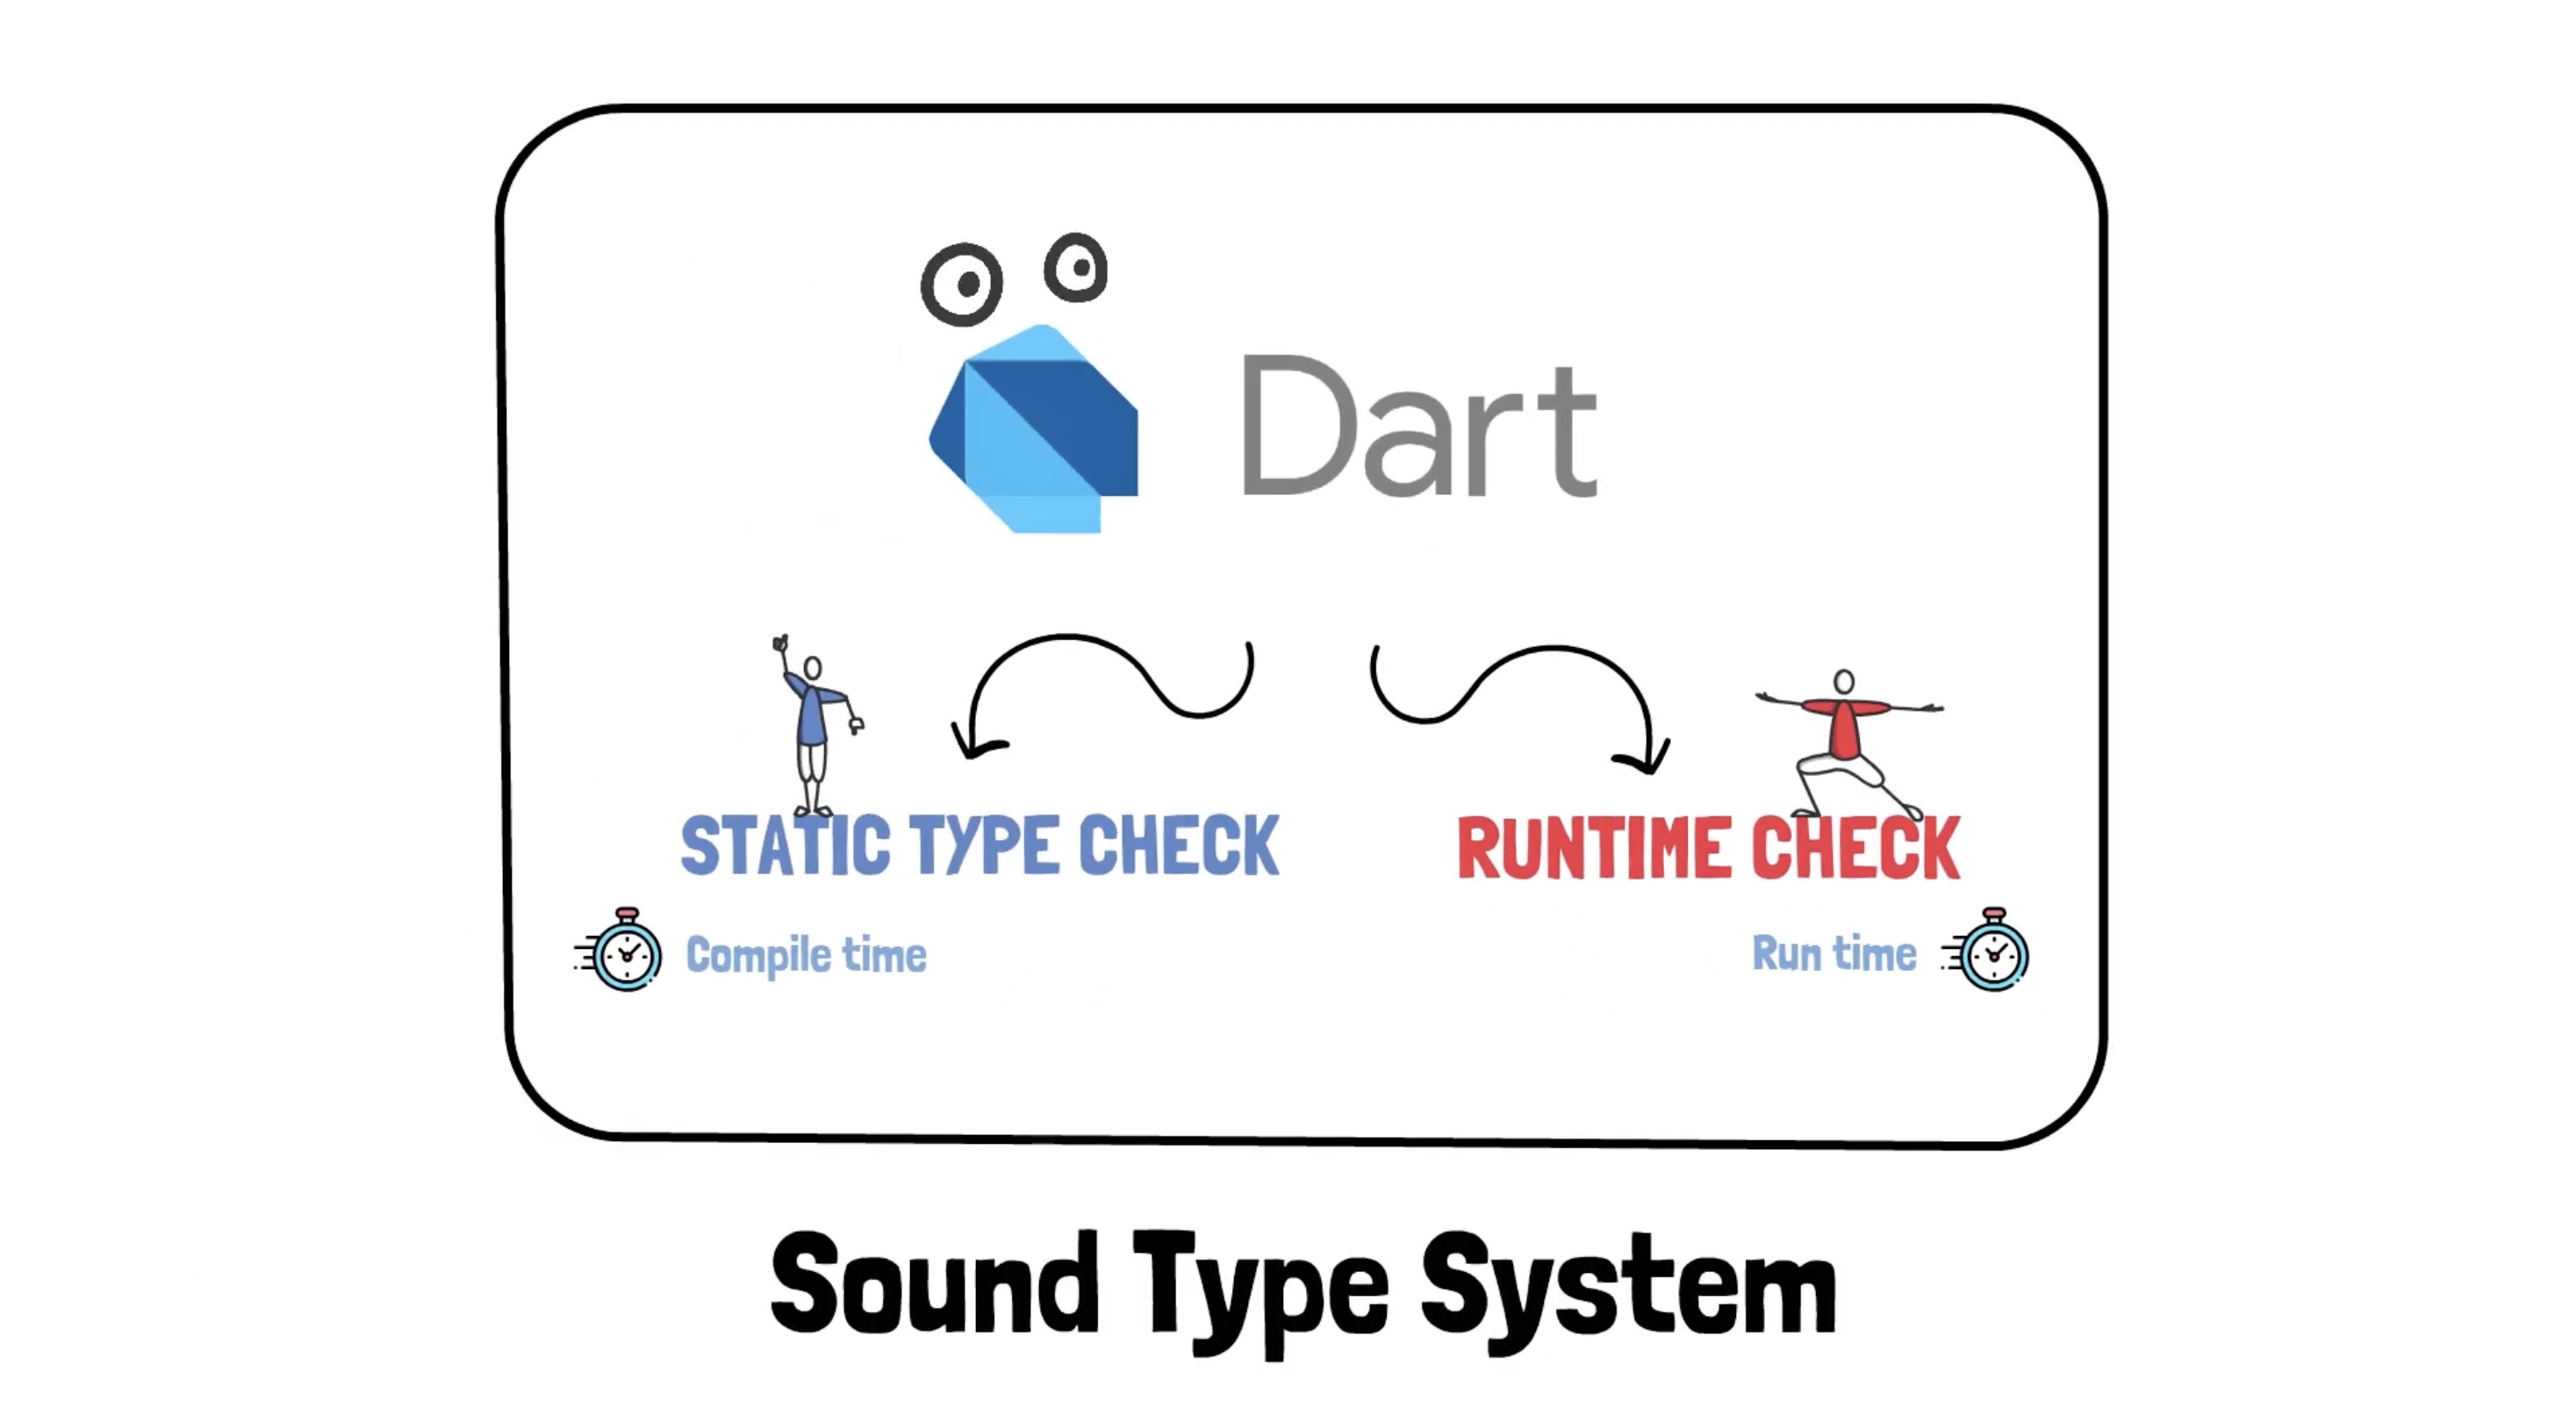 Dart
STATIC TYPE CHECK
RUNTIME CHECK
Compile time
Run time
Sound Type System